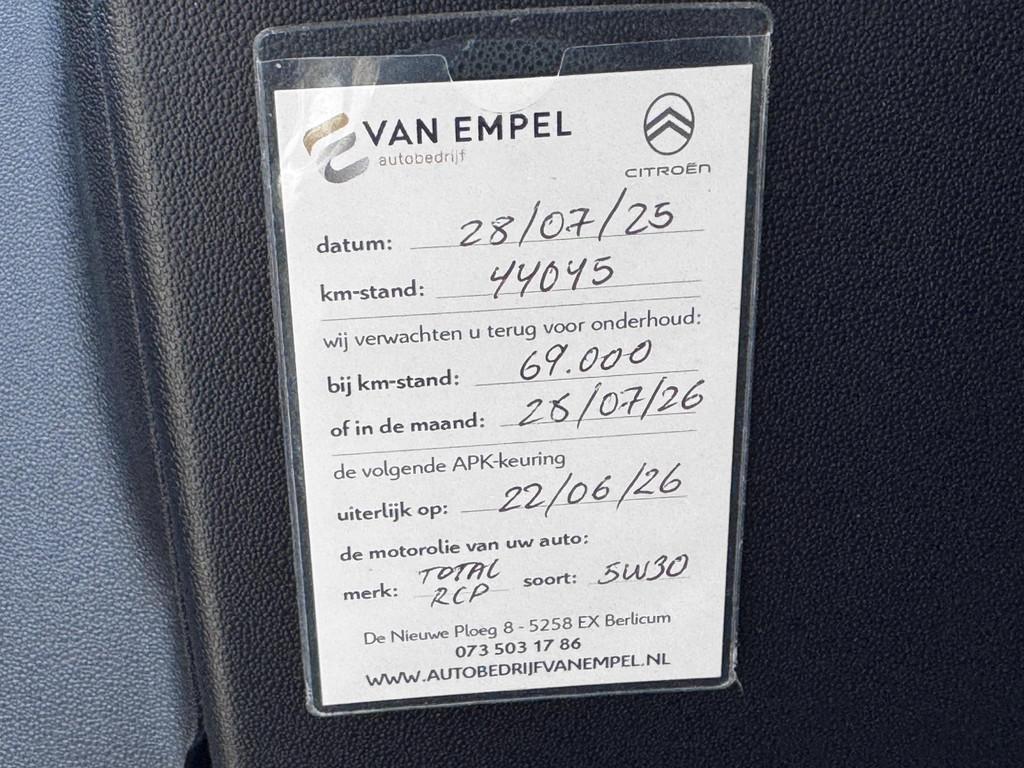 VAN EMPEL
autobedrijf
CITROËN
datum: 28/07/25
km-stand: 44045
wij verwachten u terug voor onderhoud:
bij km-stand: 69.000
of in de maand: 28/07/26
de volgende APK-keuring
uiterlijk op: 22/06/26
de motorolie van uw auto:
merk: TOTAL RCP soort: 5W30
De Nieuwe Ploeg 8 - 5258 EX Berlicum
073 503 17 86
WWW.AUTOBEDRIJFVANEMPEL.NL